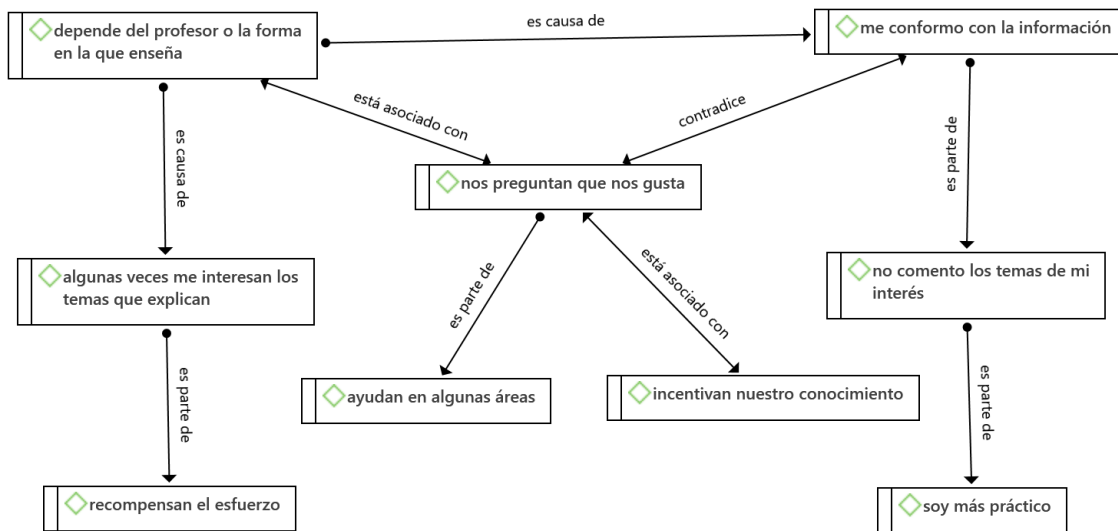 es causa de
depende del profesor o la forma
en la que enseña
me conformo con la información
está asociado con
contradice
es causa de
es parte de
nos preguntan que nos gusta
algunas veces me interesan los
temas que explican
es parte de
está asociado con
no comento los temas de mi
interés
es parte de
ayudan en algunas áreas
incentivan nuestro conocimiento
es parte de
recompensan el esfuerzo
soy más práctico